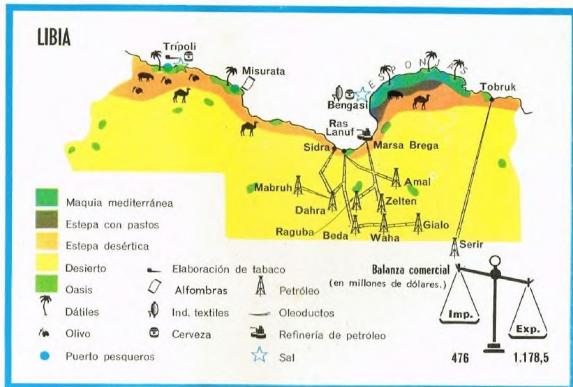 LIBIA
Trípoli
Misurata
ESPONJAS
Bengasi
Tobruk
Ras
Lanuf
Sidra
Marsa Brega
Mabruh
Amal
Dahra
Zelten
Raguba
Beda
Waha
Gialo
Serir
Maquia mediterránea
Estepa con pastos
Estepa desértica
Desierto
Oasis
Dátiles
Olivo
Puerto pesqueros
Elaboración de tabaco
Alfombras
Ind. textiles
Cerveza
Petróleo
Oleoductos
Refinería de petróleo
Sal
Balanza comercial
(en millones de dólares.)
Imp.
Exp.
476
1.178,5